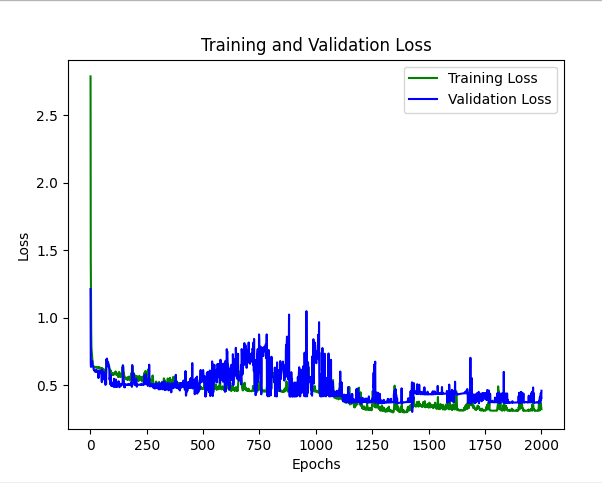 Training and Validation Loss
Training Loss
Validation Loss
2.5
2.0
1.5
1.0
0.5
Loss
0 250 500 750 1000 1250 1500 1750 2000
Epochs